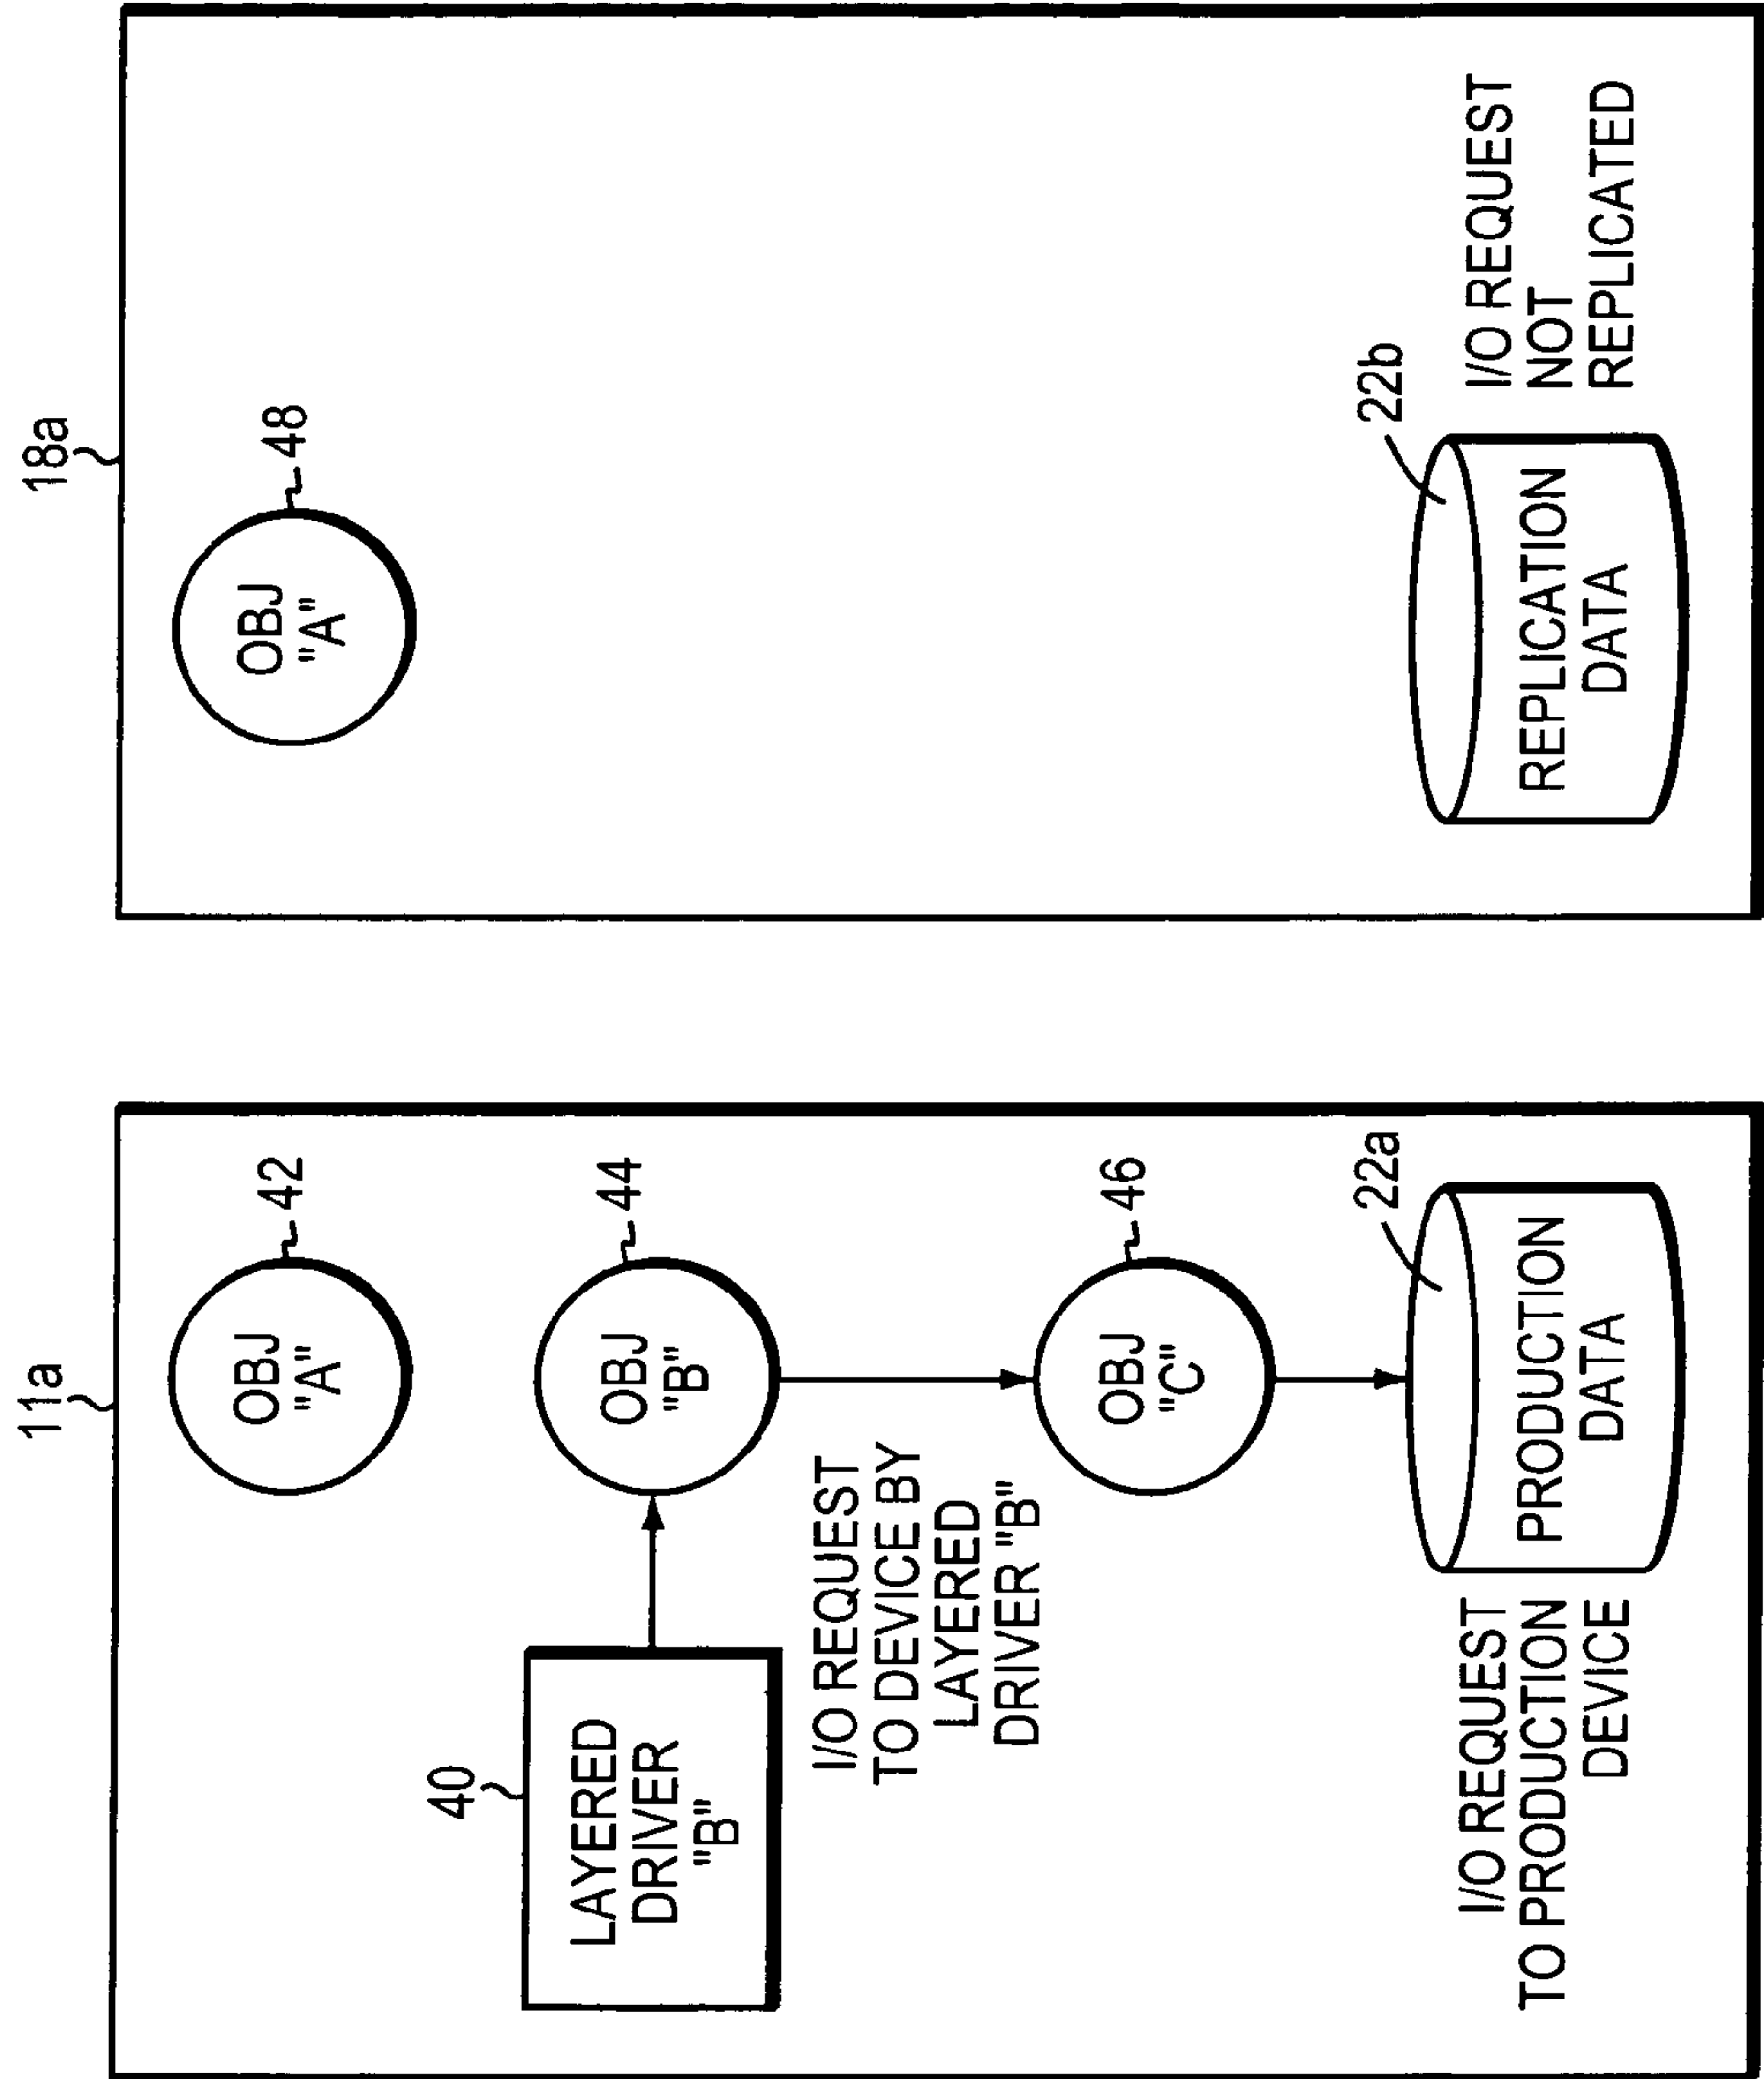 11a
OBJ
"A"
42
LAYERED
DRIVER
"B"
40
OBJ
"B"
44
I/O REQUEST
TO DEVICE BY
LAYERED
DRIVER "B"
OBJ
"C"
46
I/O REQUEST
TO PRODUCTION
DEVICE
PRODUCTION
DATA
22a
18a
OBJ
"A"
48
REPLICATION
DATA
22b
I/O REQUEST
NOT
REPLICATED